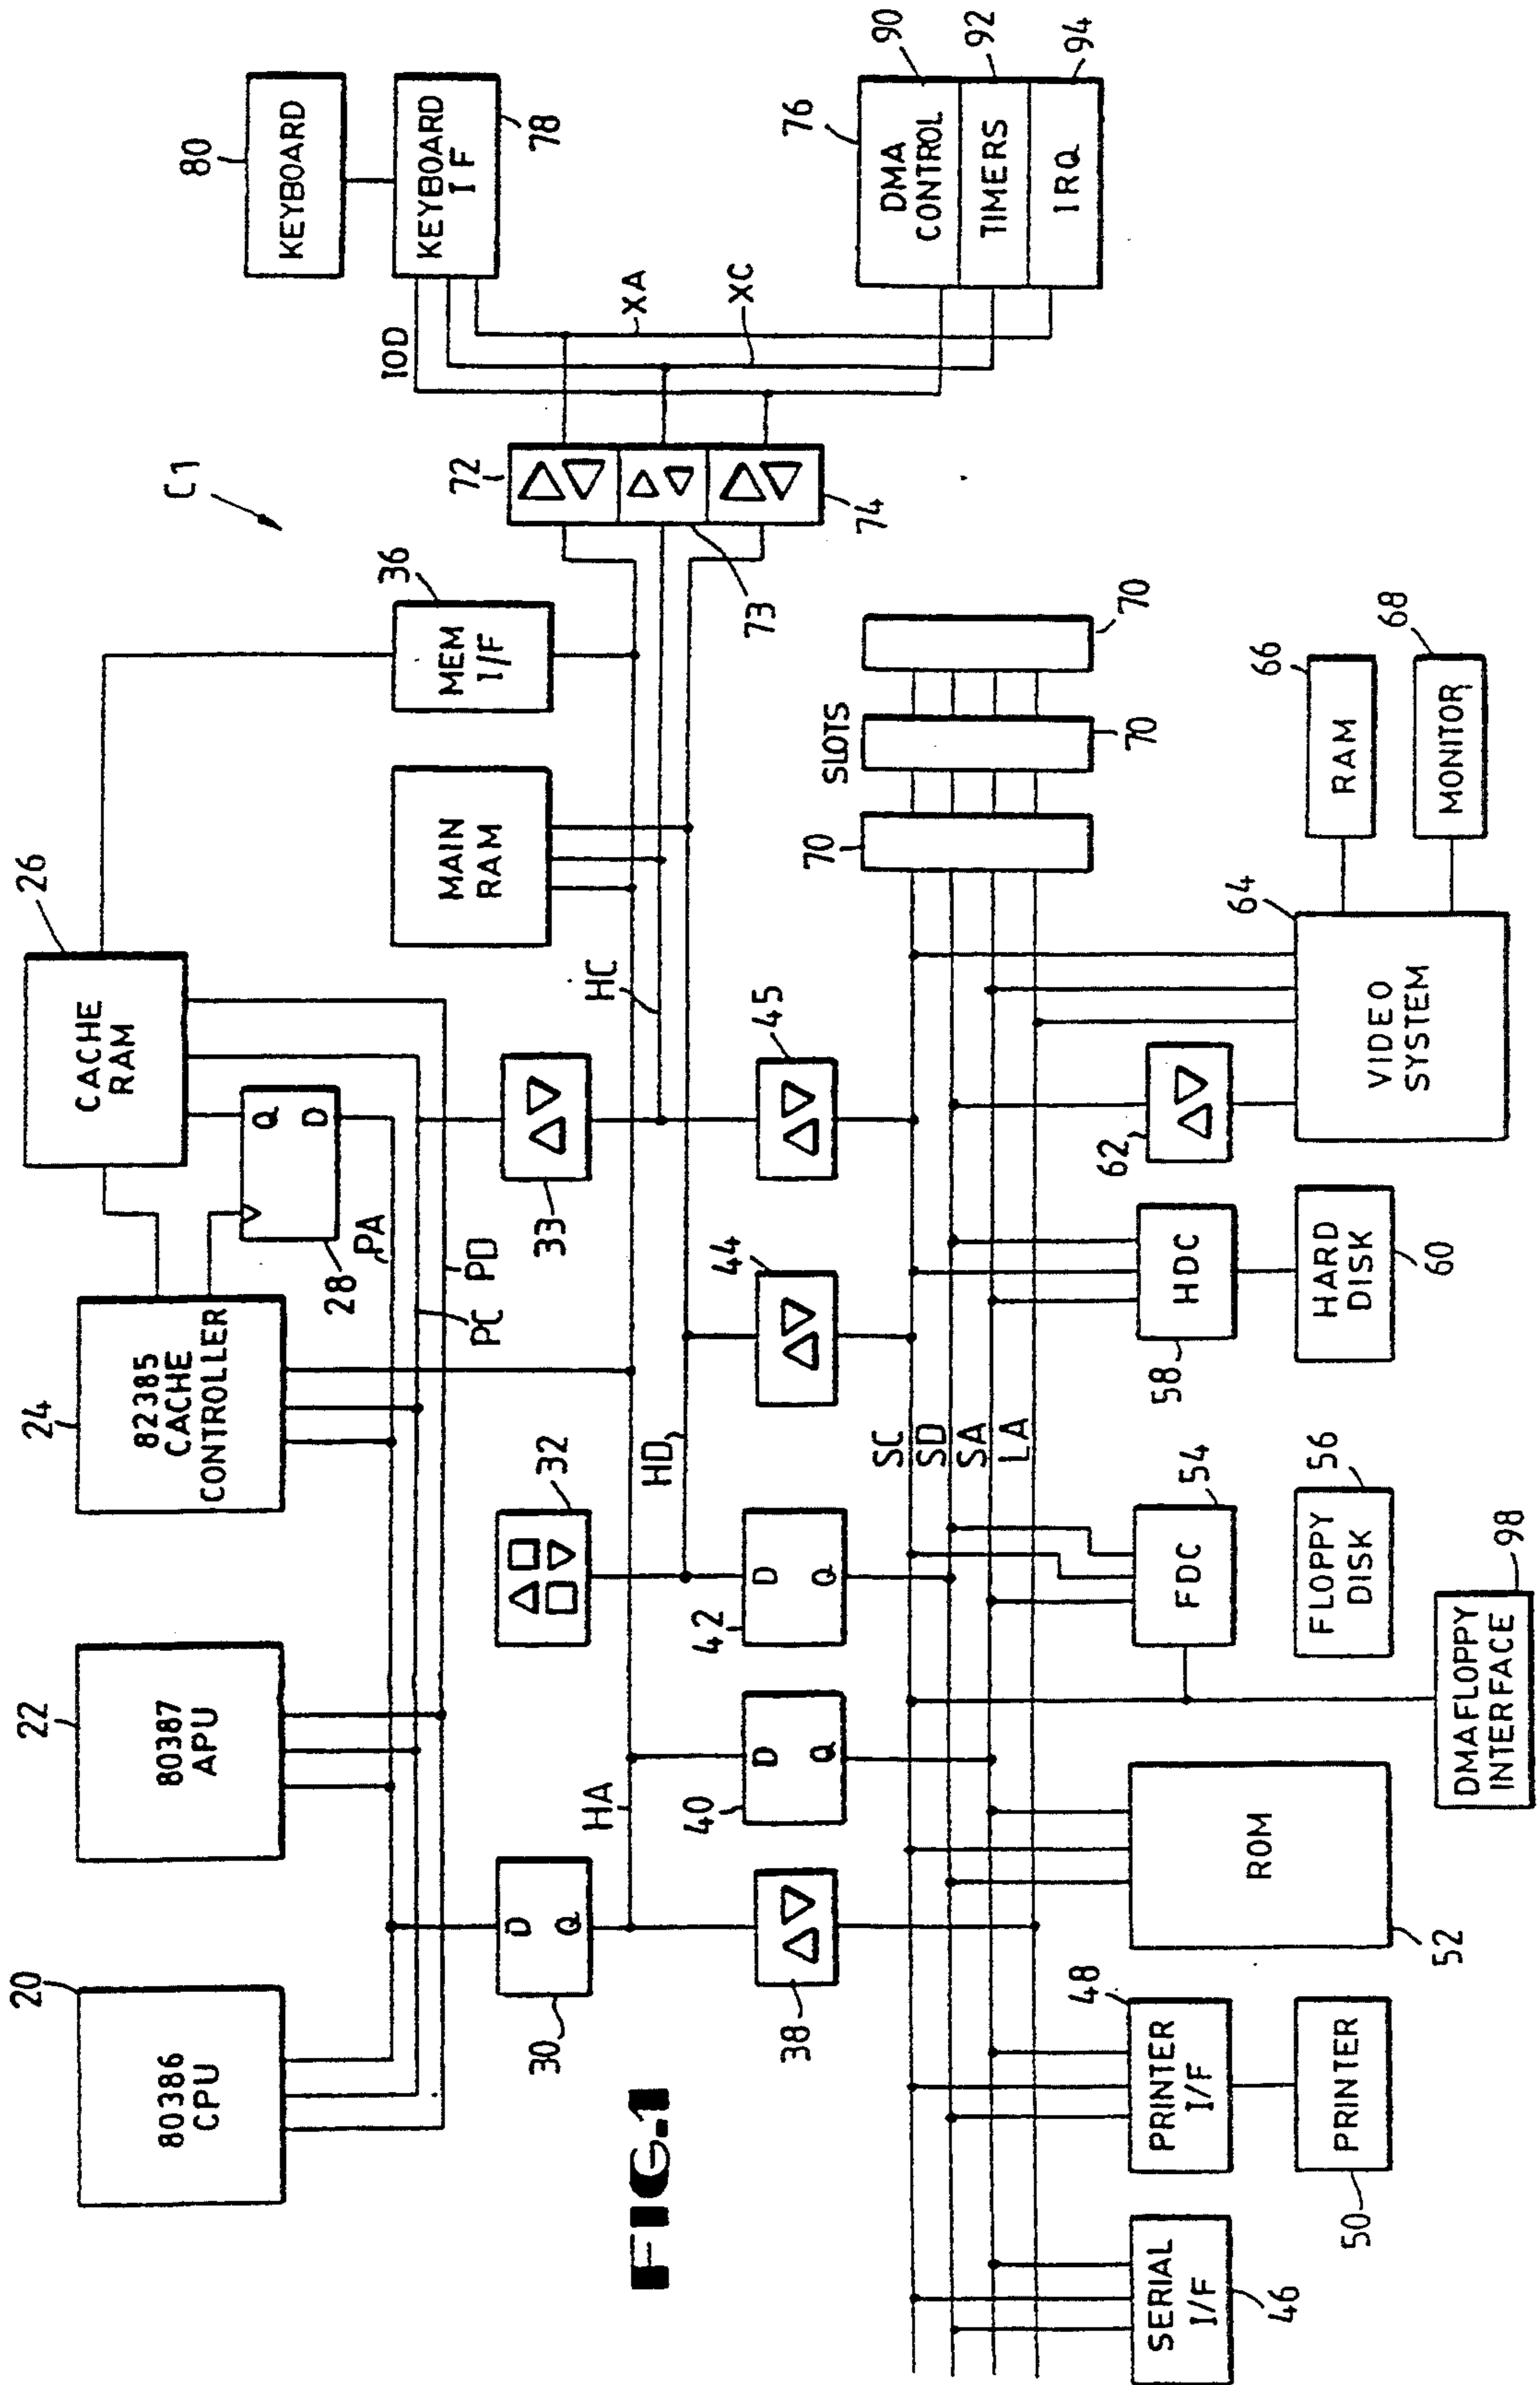 20
80386
CPU
22
80387
APU
24
82385
CACHE
CONTROLLER
26
CACHE
RAM
Q
D
28
PA
PC
PD
C1
80
KEYBOARD
KEYBOARD
IF
78
IOD
XA
XC
72
73
74
76
DMA
CONTROL
90
TIMERS
92
IRQ
94
36
MEM
I/F
MAIN
RAM
30
D
Q
32
33
HA
HD
HC
38
40
D
Q
42
D
Q
44
45
SC
SD
SA
LA
SLOTS
70
70
70
SERIAL
I/F
46
48
PRINTER
I/F
PRINTER
50
ROM
52
FDC
54
FLOPPY
DISK
56
DMAFLOPPY
INTERFACE
98
HDC
58
HARD
DISK
60
62
64
VIDEO
SYSTEM
RAM
66
MONITOR
68
FIG.1